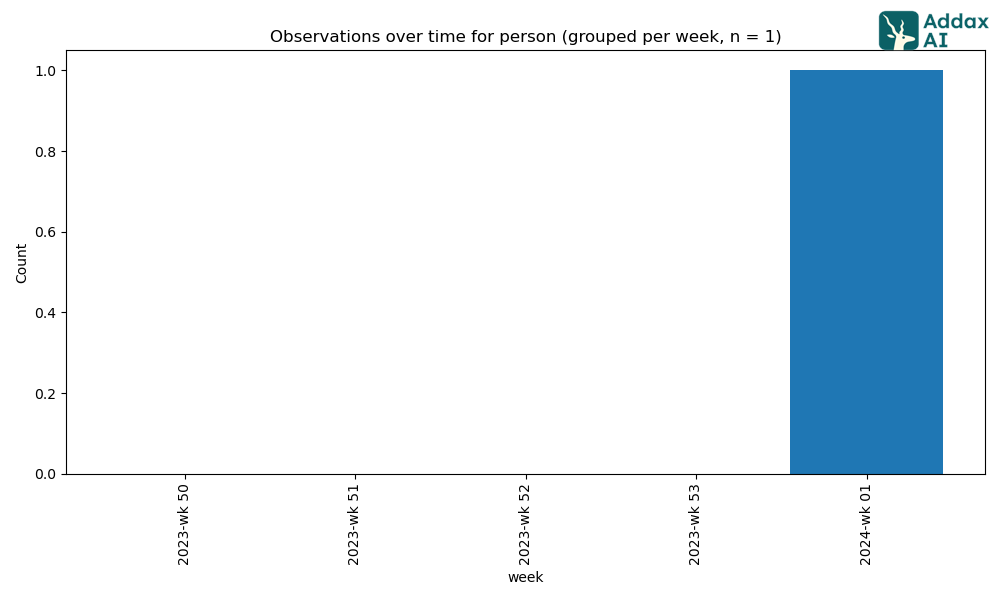 Addax
AI
Observations over time for person (grouped per week, n = 1)
1.0
0.8
0.6
0.4
0.2
0.0
Count
2023-wk 50
2023-wk 51
2023-wk 52
2023-wk 53
2024-wk 01
week